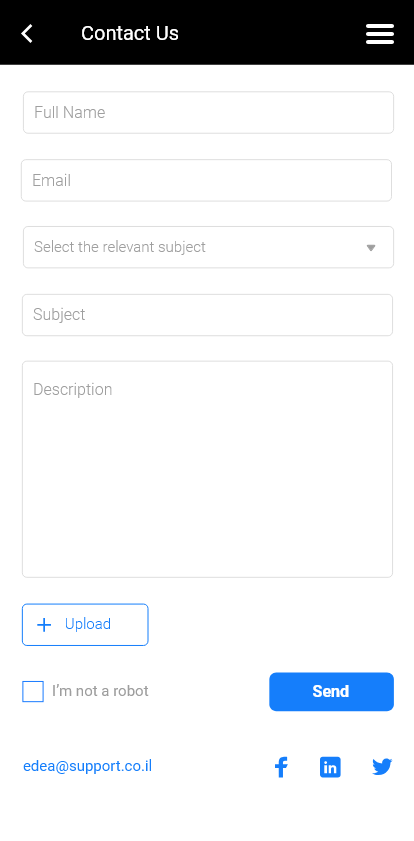 Contact Us
Full Name
Email
Select the relevant subject
Subject
Description
Upload
I'm not a robot
Send
edea@support.co.il